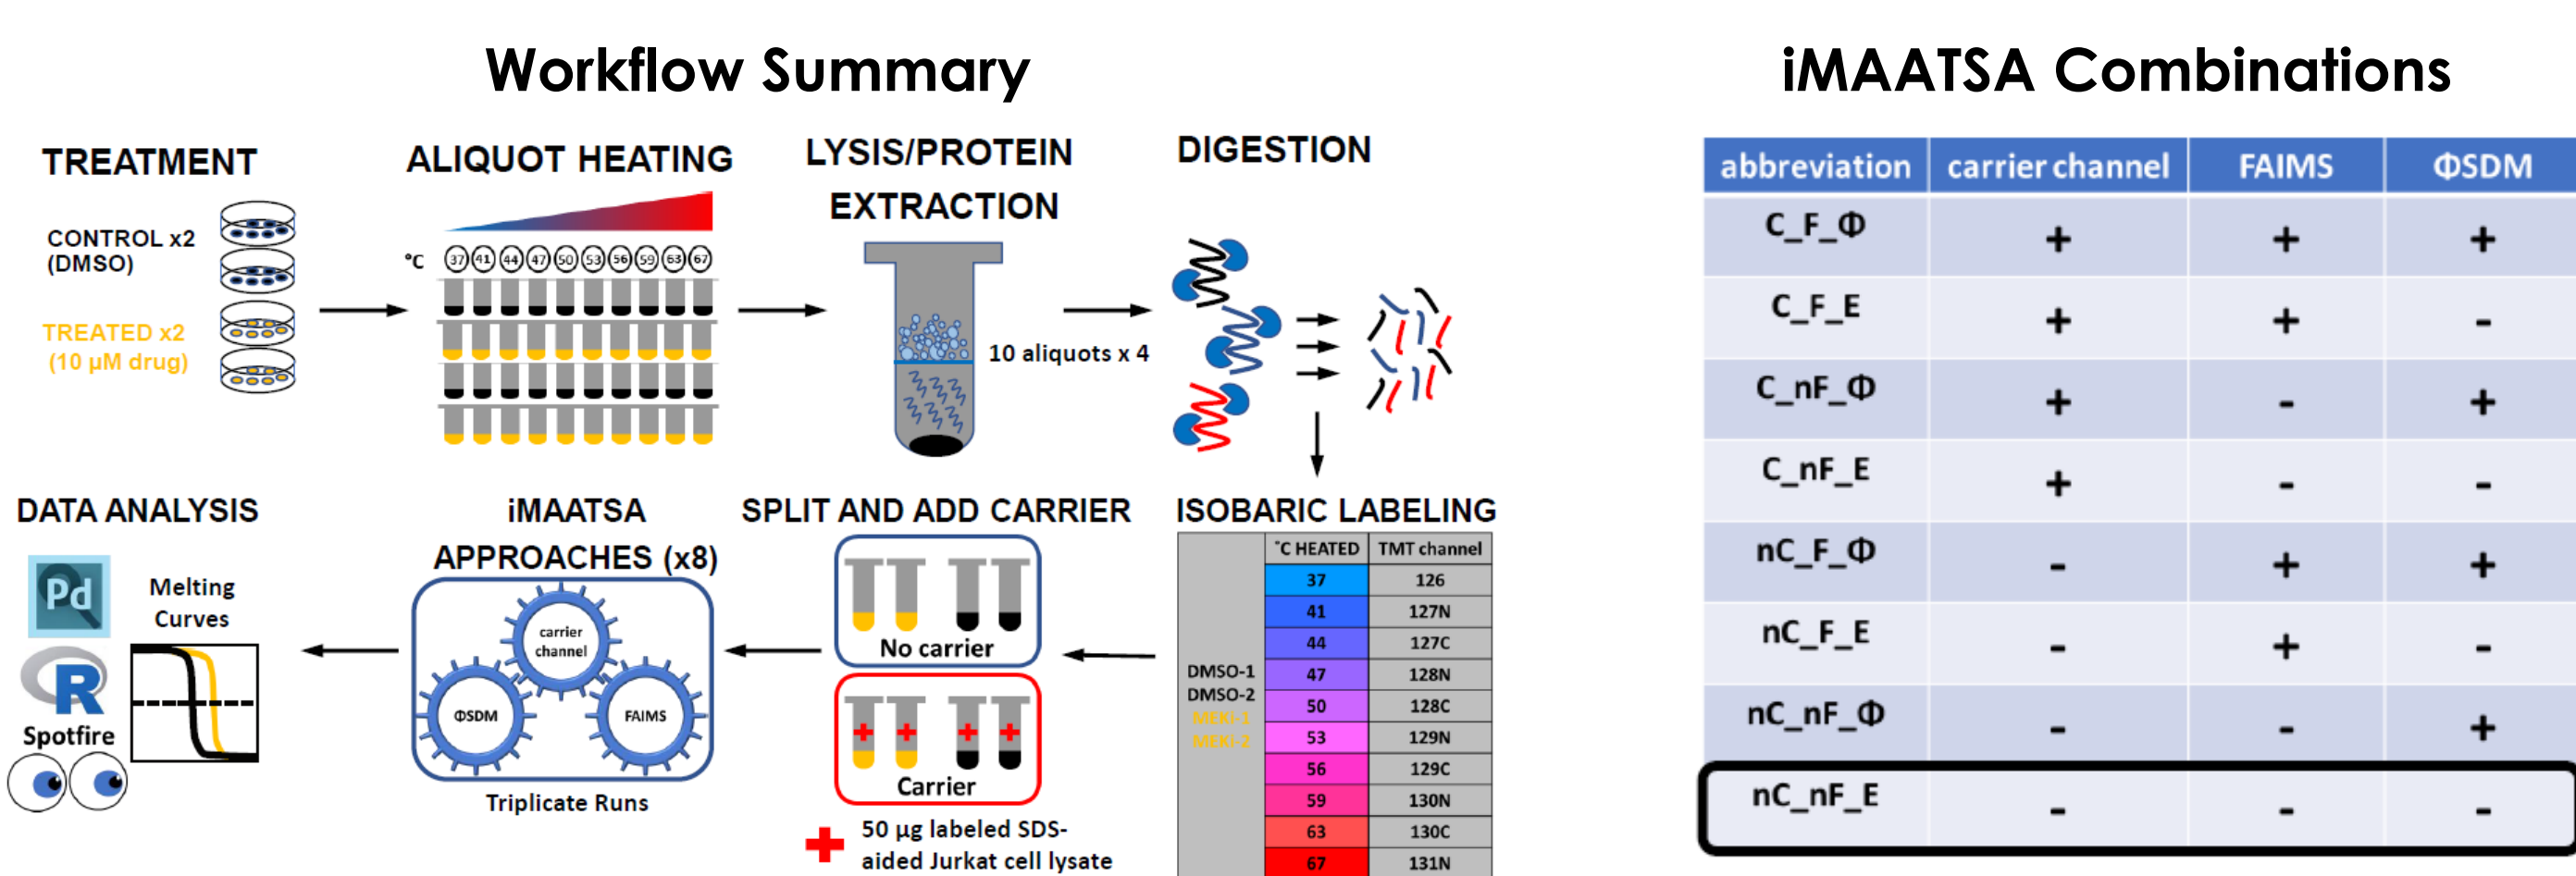 Workflow Summary
TREATMENT
CONTROL x2
(DMSO)
TREATED x2
(10 µM drug)
ALIQUOT HEATING
°C 37 41 44 47 50 53 56 59 63 67
LYSIS/PROTEIN
EXTRACTION
10 aliquots x 4
DIGESTION
ISOBARIC LABELING
°C HEATED TMT channel
37 126
41 127N
44 127C
47 128N
50 128C
53 129N
56 129C
59 130N
63 130C
67 131N
DMSO-1
DMSO-2
MEKi-1
MEKi-2
SPLIT AND ADD CARRIER
No carrier
Carrier
50 µg labeled SDS-
aided Jurkat cell lysate
iMAATSA
APPROACHES (x8)
carrier
channel
ΦSDM
FAIMS
Triplicate Runs
DATA ANALYSIS
Pd
Melting
Curves
R
Spotfire
iMAATSA Combinations
abbreviation carrier channel FAIMS ΦSDM
C_F_Φ + + +
C_F_E + + -
C_nF_Φ + - +
C_nF_E + - -
nC_F_Φ - + +
nC_F_E - + -
nC_nF_Φ - - +
nC_nF_E - - -